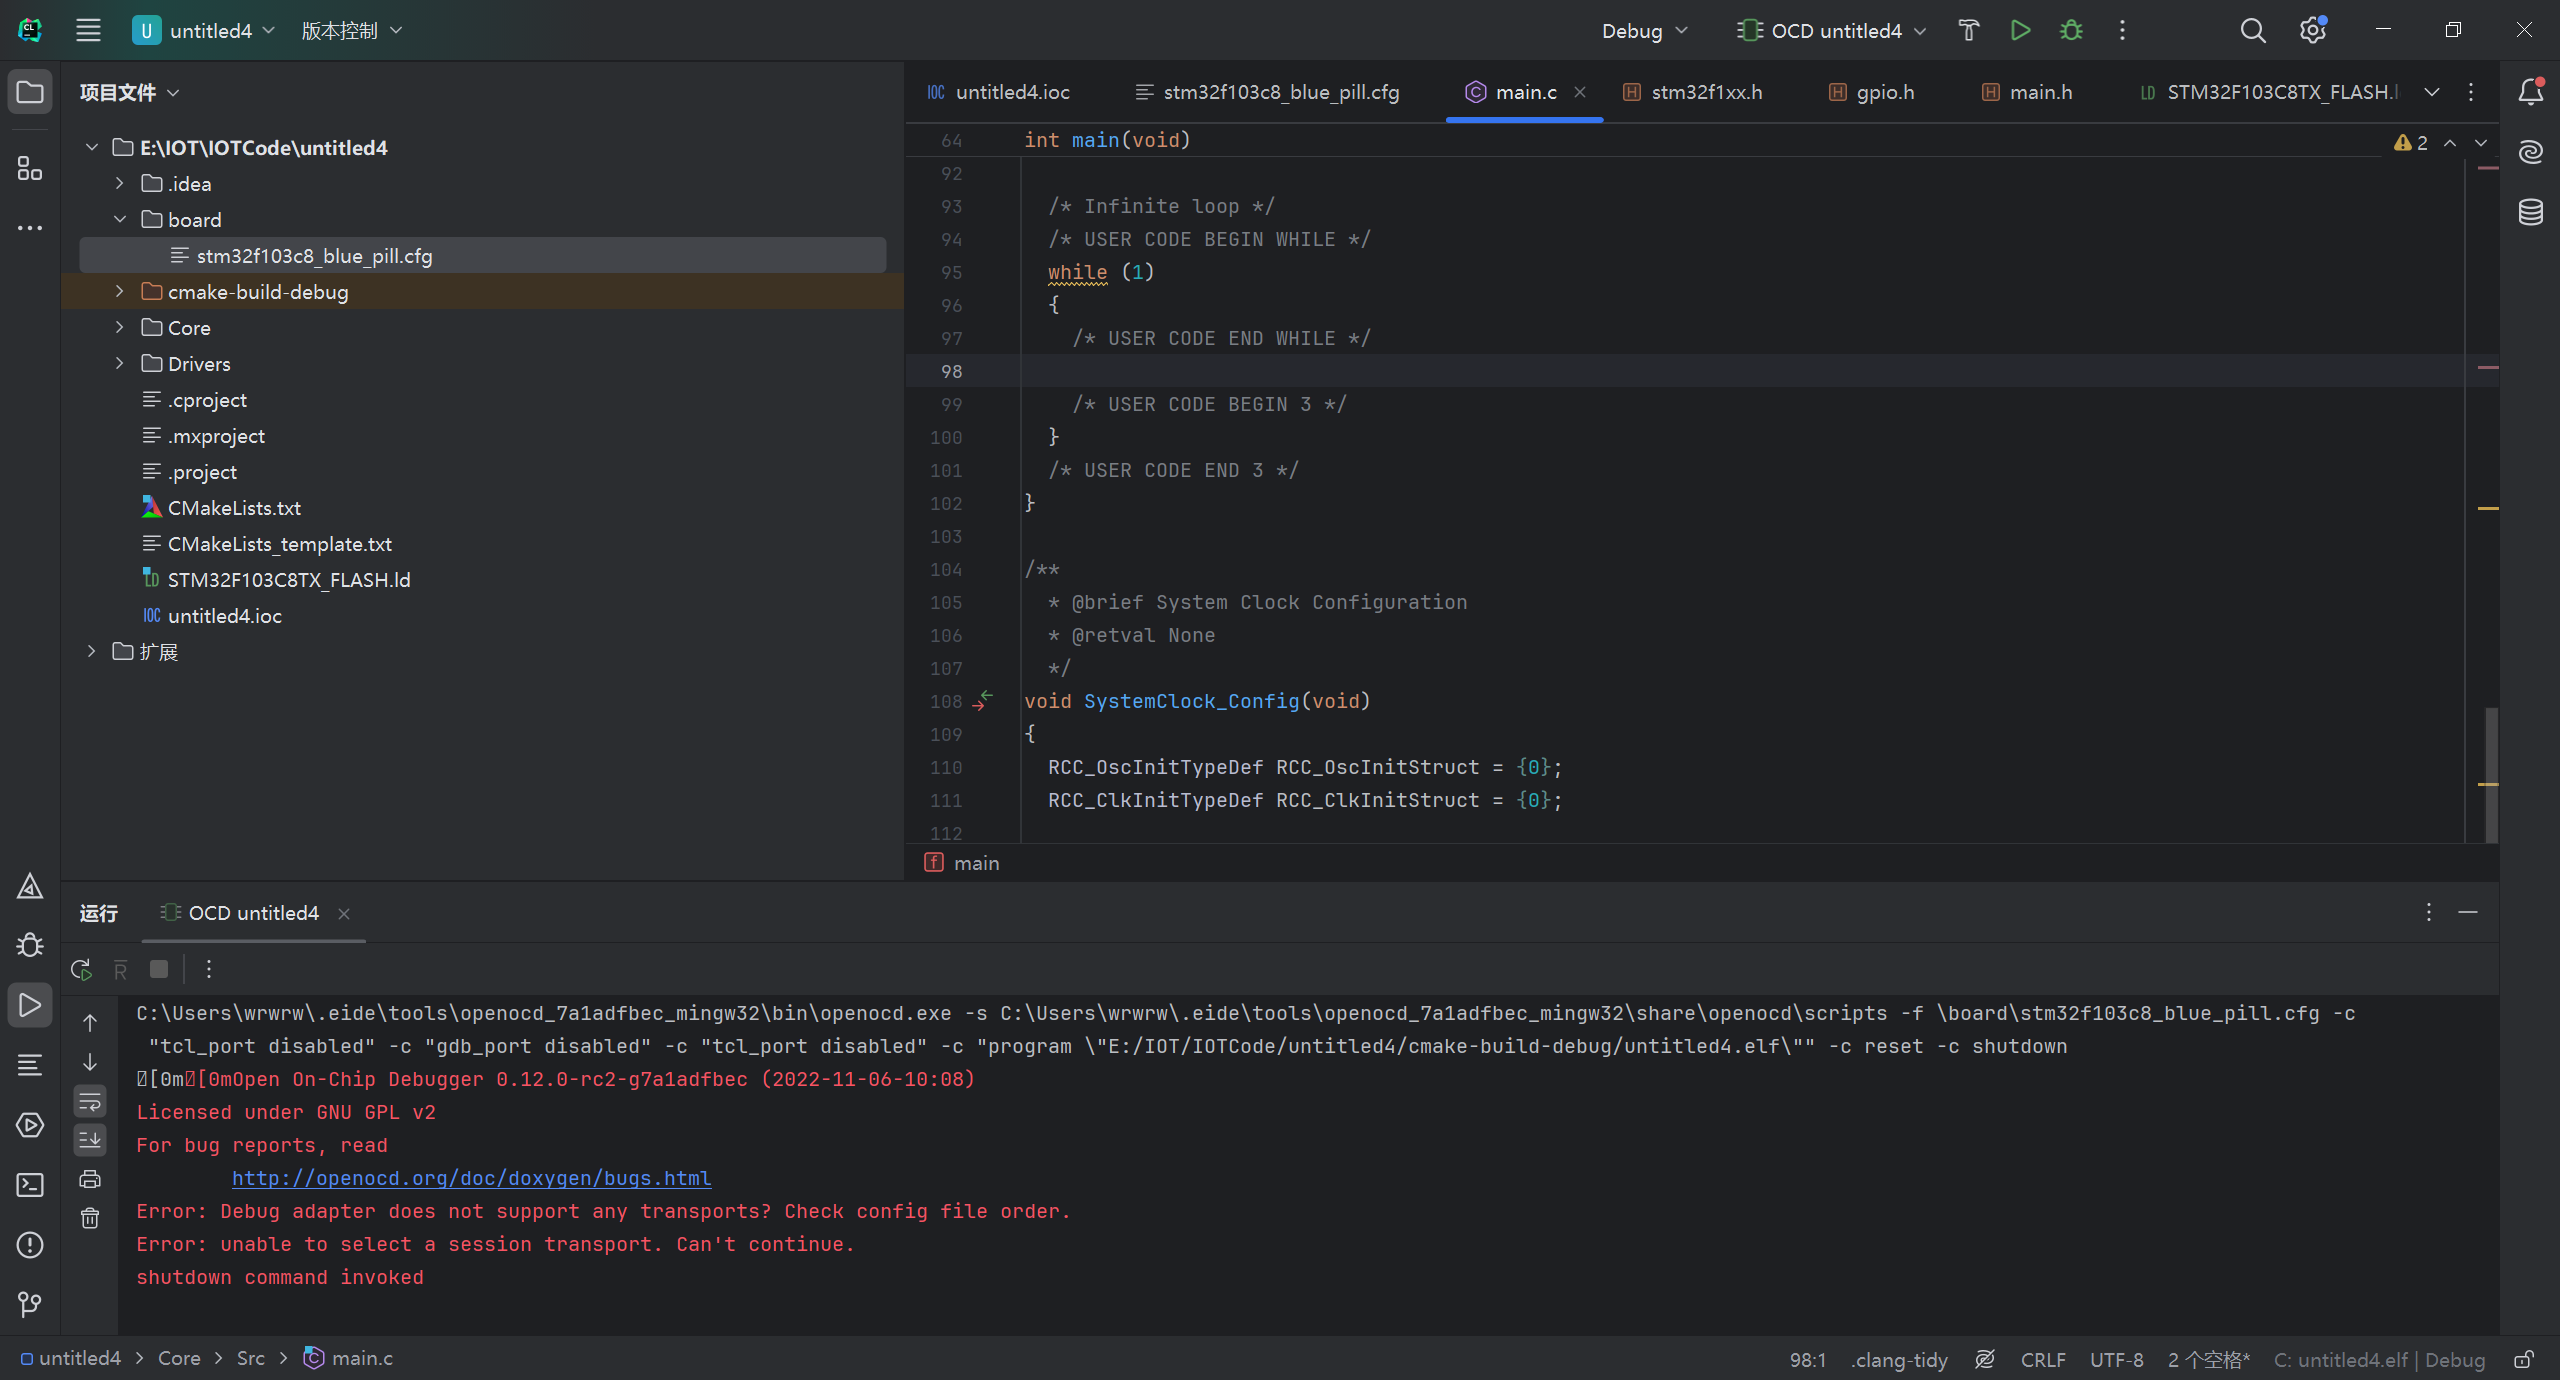 CL
U untitled4 版本控制 Debug OCD untitled4
项目文件
E:\IOT\IOTCode\untitled4
.idea
board
stm32f103c8_blue_pill.cfg
cmake-build-debug
Core
Drivers
.cproject
.mxproject
.project
CMakeLists.txt
CMakeLists_template.txt
LD STM32F103C8TX_FLASH.ld
IOC untitled4.ioc
扩展
IOC untitled4.ioc stm32f103c8_blue_pill.cfg C main.c H stm32f1xx.h H gpio.h H main.h LD STM32F103C8TX_FLASH.l
64 int main(void)
2
92
93 /* Infinite loop */
94 /* USER CODE BEGIN WHILE */
95 while (1)
96 {
97 /* USER CODE END WHILE */
98
99 /* USER CODE BEGIN 3 */
100 }
101 /* USER CODE END 3 */
102 }
103
104 /**
105 * @brief System Clock Configuration
106 * @retval None
107 */
108 void SystemClock_Config(void)
109 {
110 RCC_OscInitTypeDef RCC_OscInitStruct = {0};
111 RCC_ClkInitTypeDef RCC_ClkInitStruct = {0};
112
f main
运行 OCD untitled4
C:\Users\wrwrw\.eide\tools\openocd_7a1adfbec_mingw32\bin\openocd.exe -s C:\Users\wrwrw\.eide\tools\openocd_7a1adfbec_mingw32\share\openocd\scripts -f \board\stm32f103c8_blue_pill.cfg -c
"tcl_port disabled" -c "gdb_port disabled" -c "tcl_port disabled" -c "program \"E:/IOT/IOTCode/untitled4/cmake-build-debug/untitled4.elf\"" -c reset -c shutdown
[0m[0mOpen On-Chip Debugger 0.12.0-rc2-g7a1adfbec (2022-11-06-10:08)
Licensed under GNU GPL v2
For bug reports, read
http://openocd.org/doc/doxygen/bugs.html
Error: Debug adapter does not support any transports? Check config file order.
Error: unable to select a session transport. Can't continue.
shutdown command invoked
untitled4 > Core > Src > C main.c 98:1 .clang-tidy CRLF UTF-8 2 个空格* C: untitled4.elf | Debug